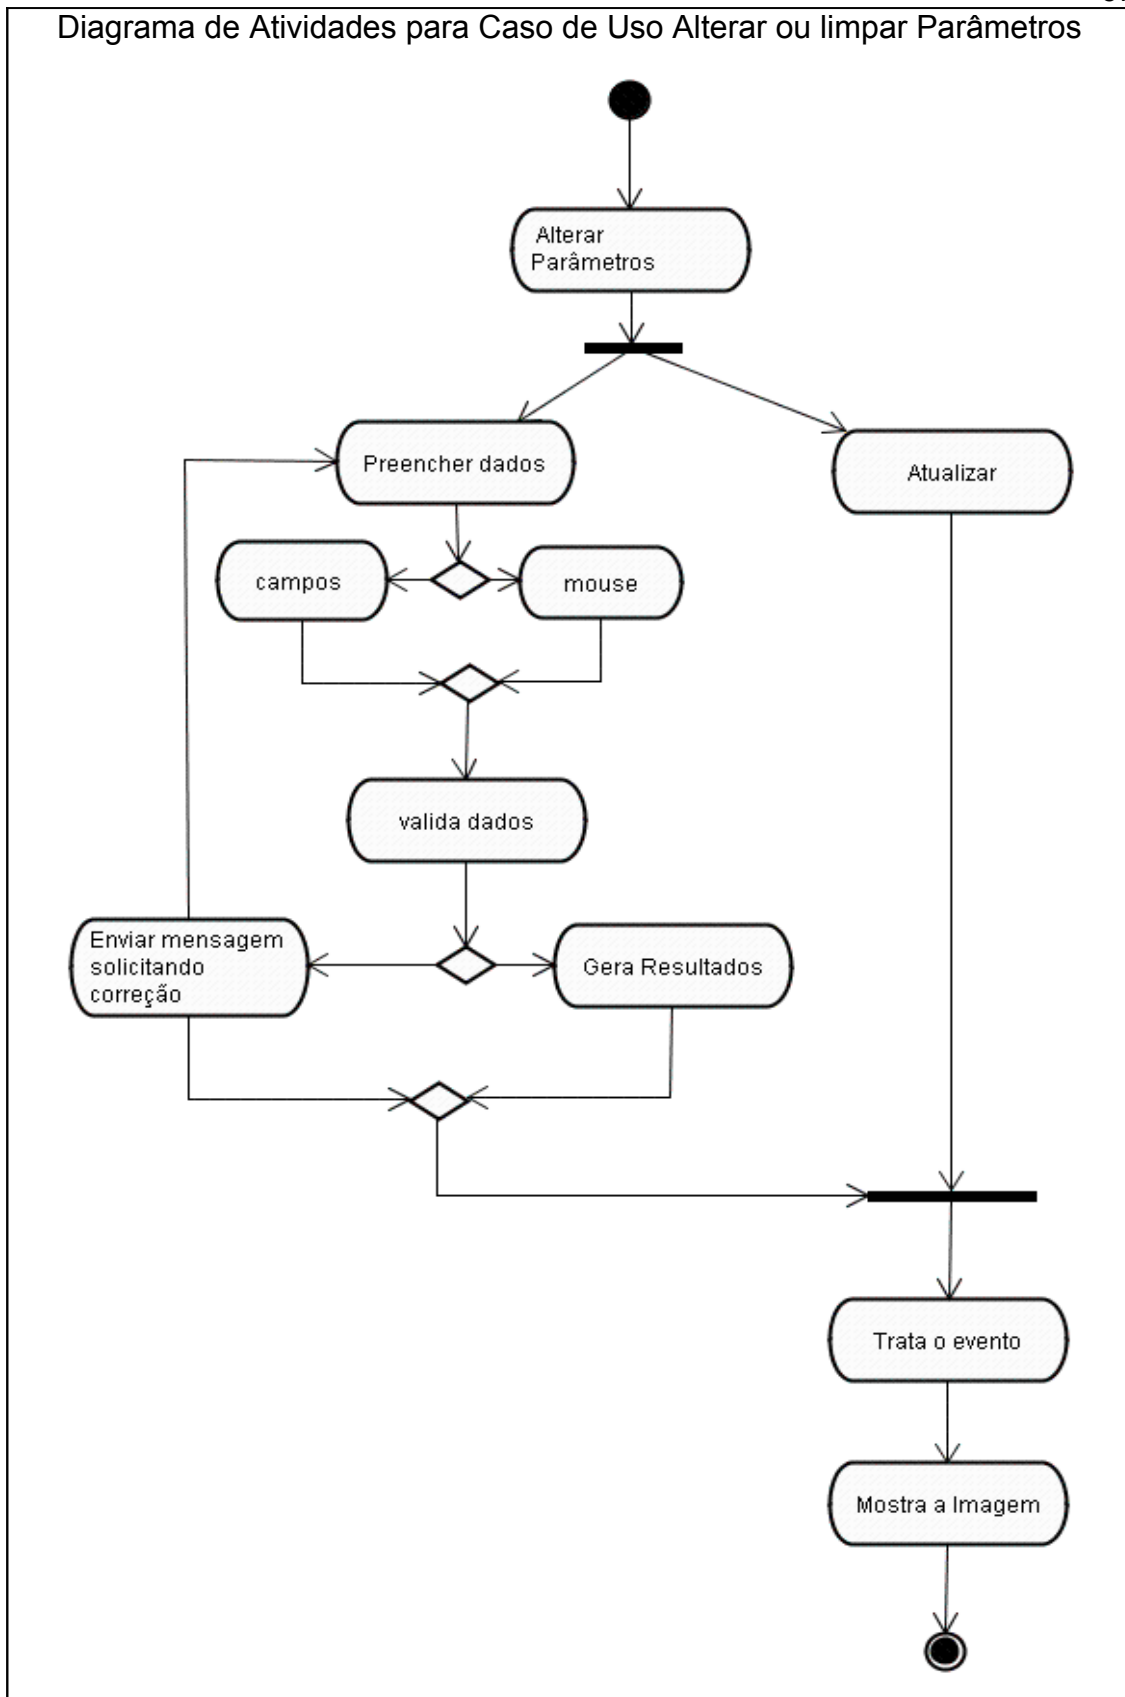 Diagrama de Atividades para Caso de Uso Alterar ou limpar Parâmetros
Alterar
Parâmetros
Preencher dados
Atualizar
campos
mouse
valida dados
Enviar mensagem
solicitando
correção
Gera Resultados
Trata o evento
Mostra a Imagem